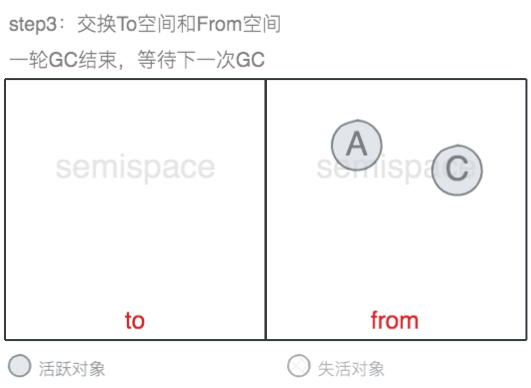 step3：交换To空间和From空间
一轮GC结束，等待下一次GC
semispace
A
semispace
C
to
from
活跃对象
失活对象